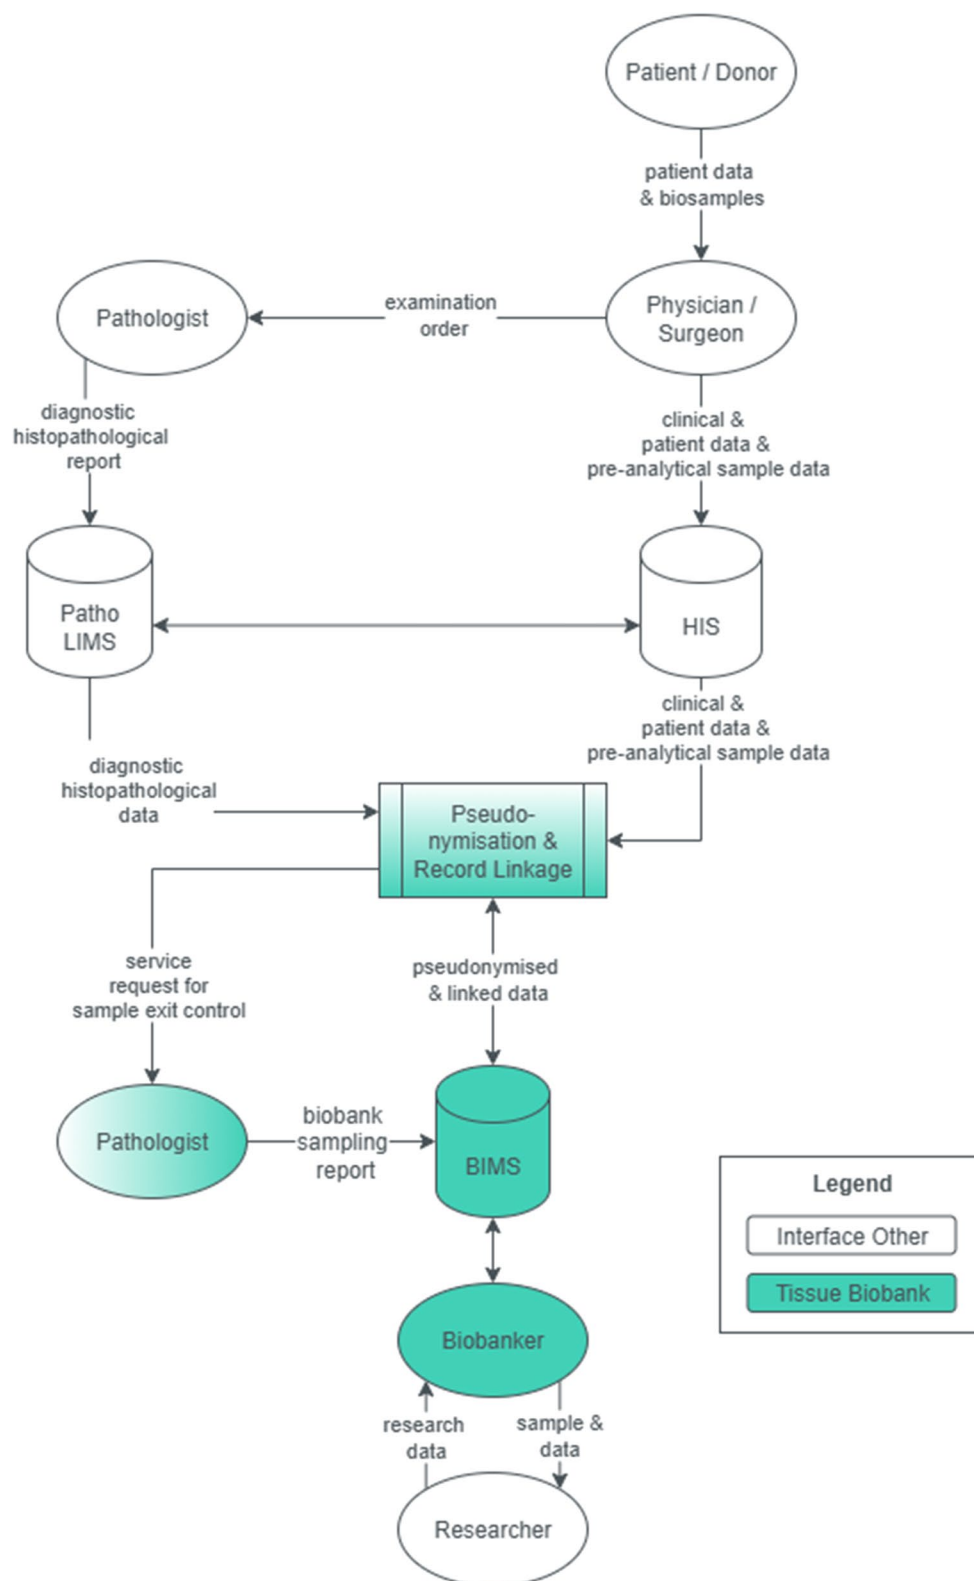 Patient / Donor
patient data
& biosamples
Pathologist
examination
order
Physician /
Surgeon
diagnostic
histopathological
report
clinical &
patient data &
pre-analytical sample data
Patho
LIMS
HIS
clinical &
patient data &
pre-analytical sample data
diagnostic
histopathological
data
Pseudo-
nymisation &
Record Linkage
service
request for
sample exit control
pseudonymised
& linked data
Pathologist
biobank
sampling
report
BIMS
Legend
Interface Other
Tissue Biobank
Biobanker
research
data
sample &
data
Researcher